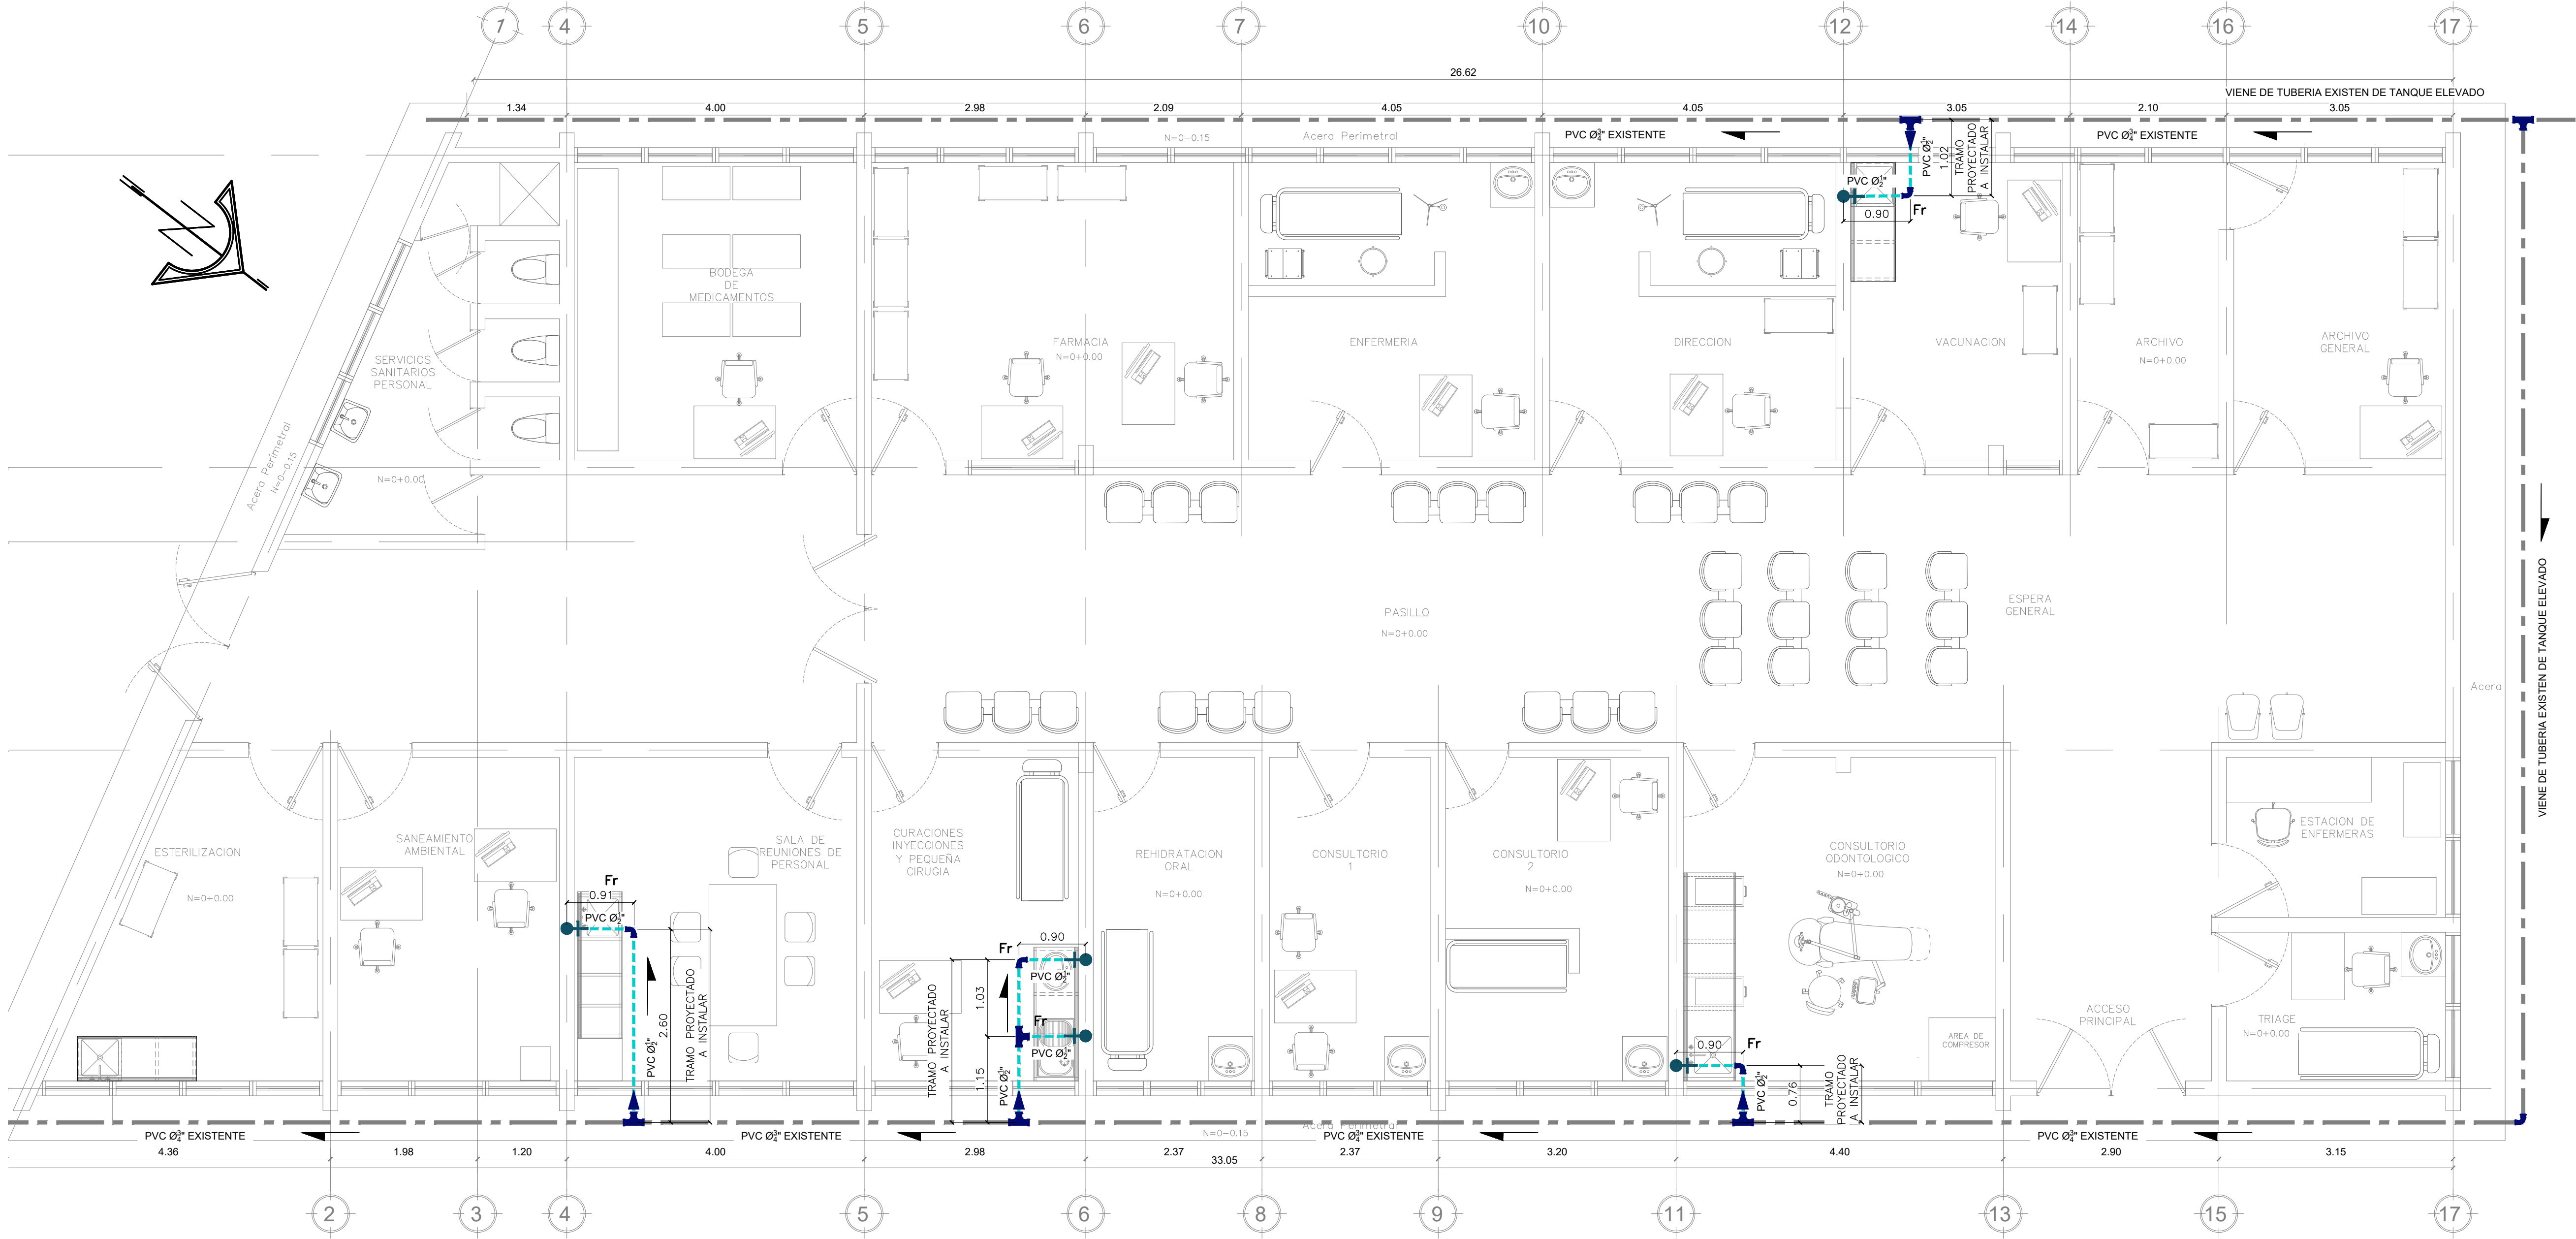 1
4
5
6
7
10
12
14
16
17
26.62
VIENE DE TUBERIA EXISTEN DE TANQUE ELEVADO
1.34
4.00
2.98
2.09
4.05
4.05
3.05
2.10
3.05
N=0-0.15
Acera Perimetral
PVC Ø3/4" EXISTENTE
PVC Ø3/4" EXISTENTE
PVC Ø1/2"
1.02
TRAMO
PROYECTADO
A INSTALAR
PVC Ø1/2"
0.90
Fr
BODEGA
DE
MEDICAMENTOS
SERVICIOS
SANITARIOS
PERSONAL
FARMACIA
N=0+0.00
ENFERMERIA
DIRECCION
VACUNACION
ARCHIVO
N=0+0.00
ARCHIVO
GENERAL
Acera Perimetral
N=0-0.15
N=0+0.00
PASILLO
N=0+0.00
ESPERA
GENERAL
Acera
VIENE DE TUBERIA EXISTEN DE TANQUE ELEVADO
ESTERILIZACION
N=0+0.00
SANEAMIENTO
AMBIENTAL
SALA DE
REUNIONES DE
PERSONAL
CURACIONES
INYECCIONES
Y PEQUEÑA
CIRUGIA
REHIDRATACION
ORAL
N=0+0.00
CONSULTORIO
1
CONSULTORIO
2
N=0+0.00
CONSULTORIO
ODONTOLOGICO
N=0+0.00
ESTACION DE
ENFERMERAS
Fr
0.91
PVC Ø1/2"
PVC Ø1/2"
2.60
TRAMO PROYECTADO
A INSTALAR
0.90
Fr
PVC Ø1/2"
1.03
Fr
PVC Ø1/2"
1.15
PVC Ø1/2"
TRAMO PROYECTADO
A INSTALAR
0.90
Fr
PVC Ø1/2"
0.76
TRAMO
PROYECTADO
A INSTALAR
AREA DE
COMPRESOR
ACCESO
PRINCIPAL
TRIAGE
N=0+0.00
N=0-0.15
Acera Perimetral
PVC Ø3/4" EXISTENTE
PVC Ø3/4" EXISTENTE
PVC Ø3/4" EXISTENTE
PVC Ø3/4" EXISTENTE
4.36
1.98
1.20
4.00
2.98
2.37
2.37
3.20
4.40
2.90
3.15
33.05
2
3
4
5
6
8
9
11
13
15
17